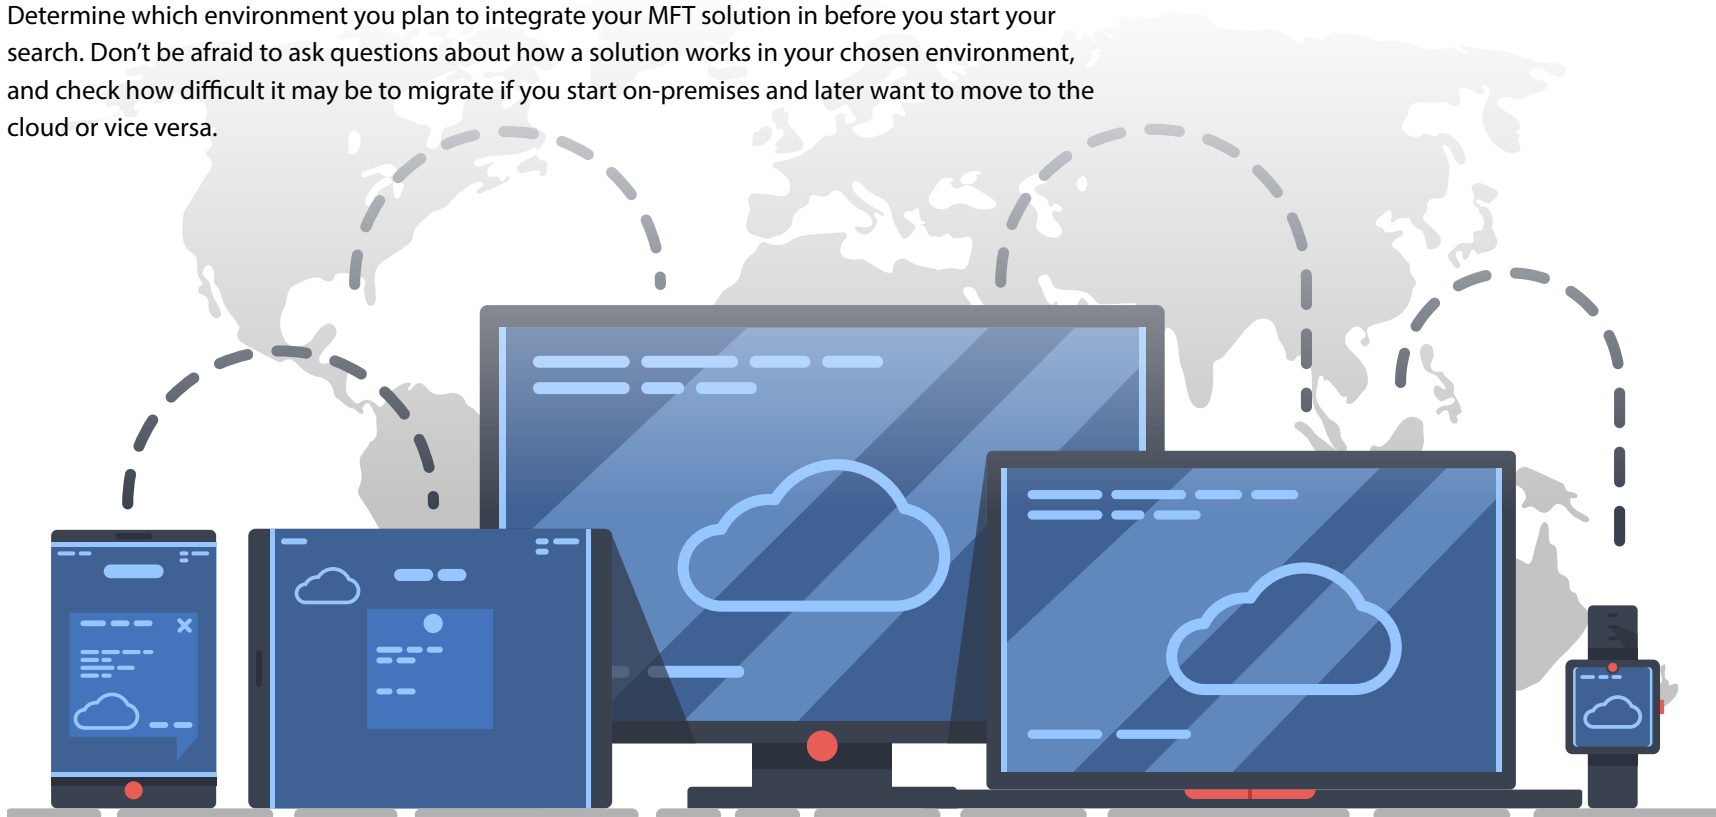 Determine which environment you plan to integrate your MFT solution in before you start your
search. Don’t be afraid to ask questions about how a solution works in your chosen environment,
and check how difficult it may be to migrate if you start on-premises and later want to move to the
cloud or vice versa.